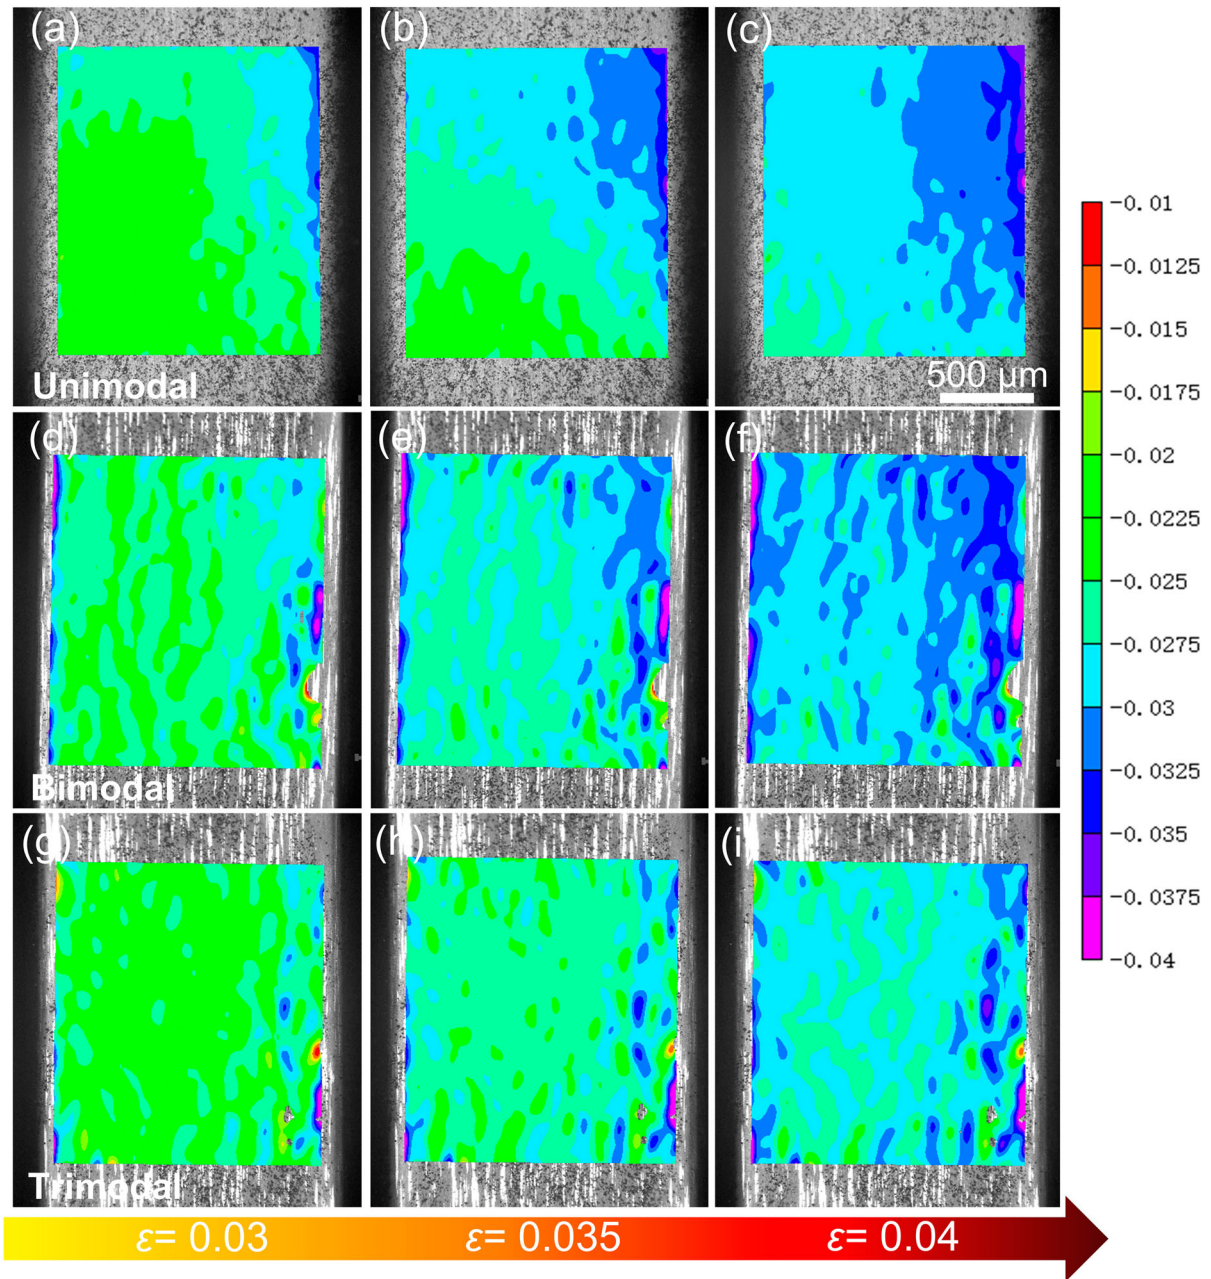 (a)
(b)
(c)
Unimodal
500 μm
(d)
(e)
(f)
Bimodal
(g)
(h)
(i)
Trimodal
-0.01
-0.0125
-0.015
-0.0175
-0.02
-0.0225
-0.025
-0.0275
-0.03
-0.0325
-0.035
-0.0375
-0.04
ε= 0.03
ε= 0.035
ε= 0.04